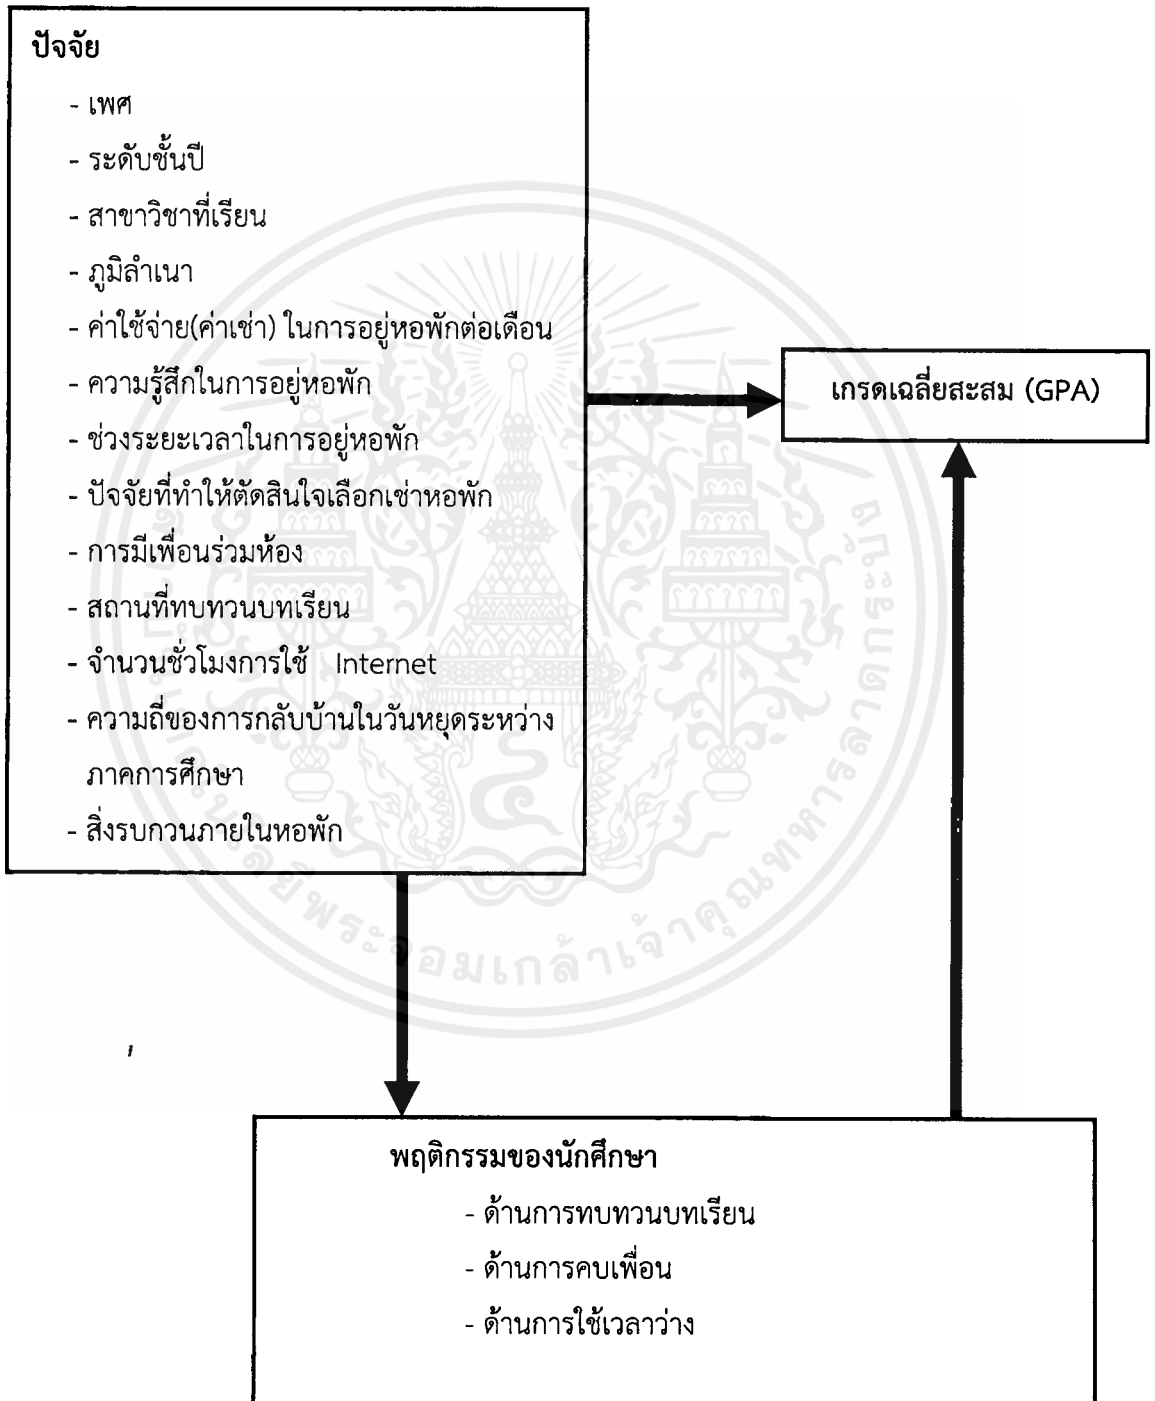 ปัจจัย
- เพศ
- ระดับชั้นปี
- สาขาวิชาที่เรียน
- ภูมิลำเนา
- ค่าใช้จ่าย(ค่าเช่า) ในการอยู่หอพักต่อเดือน
- ความรู้สึกในการอยู่หอพัก
- ช่วงระยะเวลาในการอยู่หอพัก
- ปัจจัยที่ทำให้ตัดสินใจเลือกเช่าหอพัก
- การมีเพื่อนร่วมห้อง
- สถานที่ทบทวนบทเรียน
- จำนวนชั่วโมงการใช้ Internet
- ความถี่ของการกลับบ้านในวันหยุดระหว่าง
ภาคการศึกษา
- สิ่งรบกวนภายในหอพัก
เกรดเฉลี่ยสะสม (GPA)
พฤติกรรมของนักศึกษา
- ด้านการทบทวนบทเรียน
- ด้านการคบเพื่อน
- ด้านการใช้เวลาว่าง